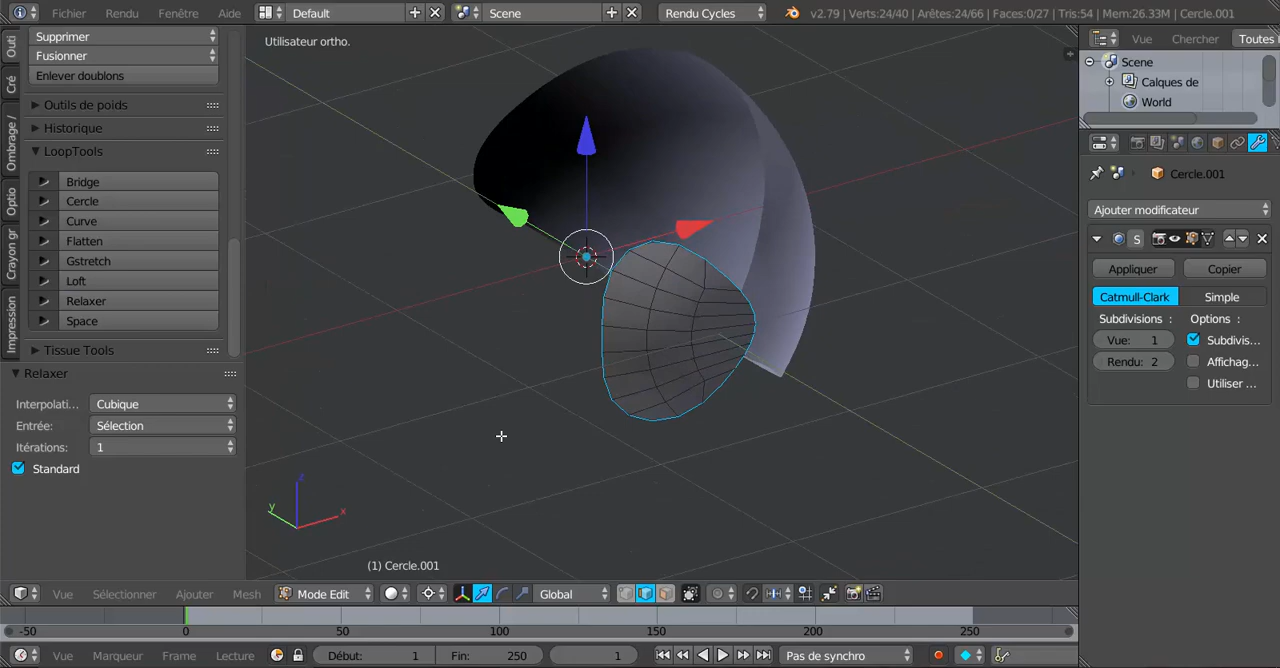 Fichier Rendu Fenêtre Aide Default Scene Rendu Cycles v2.79 | Verts:24/40 | Arêtes:24/66 | Faces:0/27 | Tris:54 | Mem:26.33M | Cercle.001
Supprimer
Fusionner
Enlever doublons
Outils de poids
Historique
LoopTools
Bridge
Cercle
Curve
Flatten
Gstretch
Loft
Relaxer
Space
Tissue Tools
Relaxer
Interpolati... Cubique
Entrée: Sélection
Itérations: 1
Standard
Outi
Cré
Ombrage /
Optio
Crayon gr
Impression
Utilisateur ortho.
z
y
x
(1) Cercle.001
Vue Chercher Toutes
Scene
Calques de
World
Cercle.001
Ajouter modificateur
S
Appliquer Copier
Catmull-Clark Simple
Subdivisions : Options :
Vue: 1 Subdivis...
Rendu: 2 Affichag...
Utiliser ...
Vue Sélectionner Ajouter Mesh Mode Edit Global
-50 0 50 100 150 200 250
Vue Marqueur Frame Lecture Début: 1 Fin: 250 1 Pas de synchro